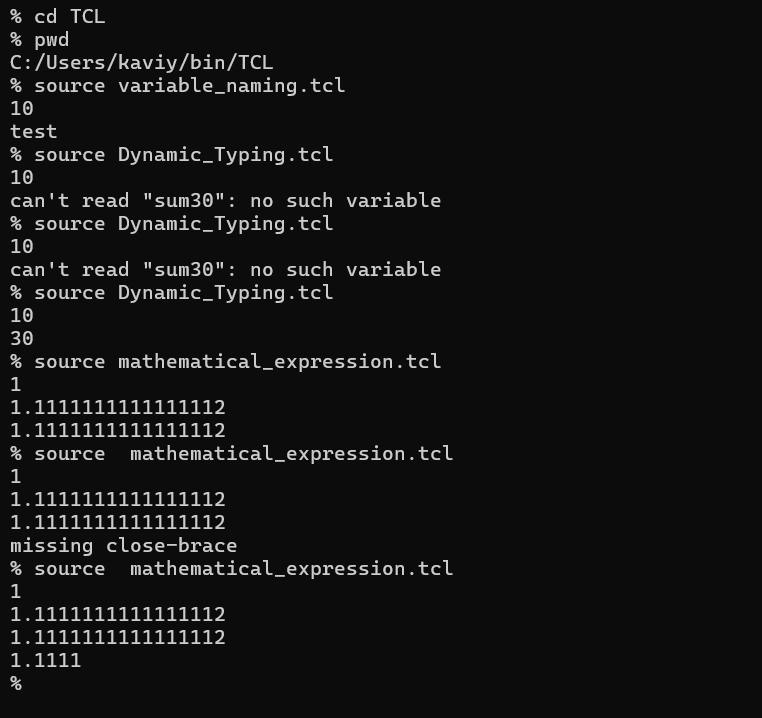 % cd TCL
% pwd
C:/Users/kaviy/bin/TCL
% source variable_naming.tcl
10
test
% source Dynamic_Typing.tcl
10
can't read "sum30": no such variable
% source Dynamic_Typing.tcl
10
can't read "sum30": no such variable
% source Dynamic_Typing.tcl
10
30
% source mathematical_expression.tcl
1
1.1111111111111112
1.1111111111111112
% source  mathematical_expression.tcl
1
1.1111111111111112
1.1111111111111112
missing close-brace
% source  mathematical_expression.tcl
1
1.1111111111111112
1.1111111111111112
1.1111
%